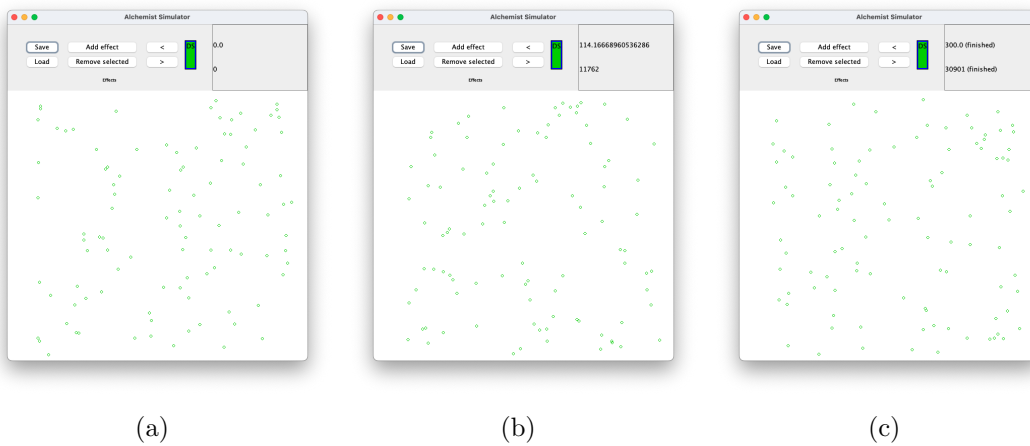 Alchemist Simulator
Save Add effect < DS 0.0
Load Remove selected > 0
Effects
(a)
Alchemist Simulator
Save Add effect < DS 114.16668960536286
Load Remove selected > 11762
Effects
(b)
Alchemist Simulator
Save Add effect < DS 300.0 (finished)
Load Remove selected > 30901 (finished)
Effects
(c)